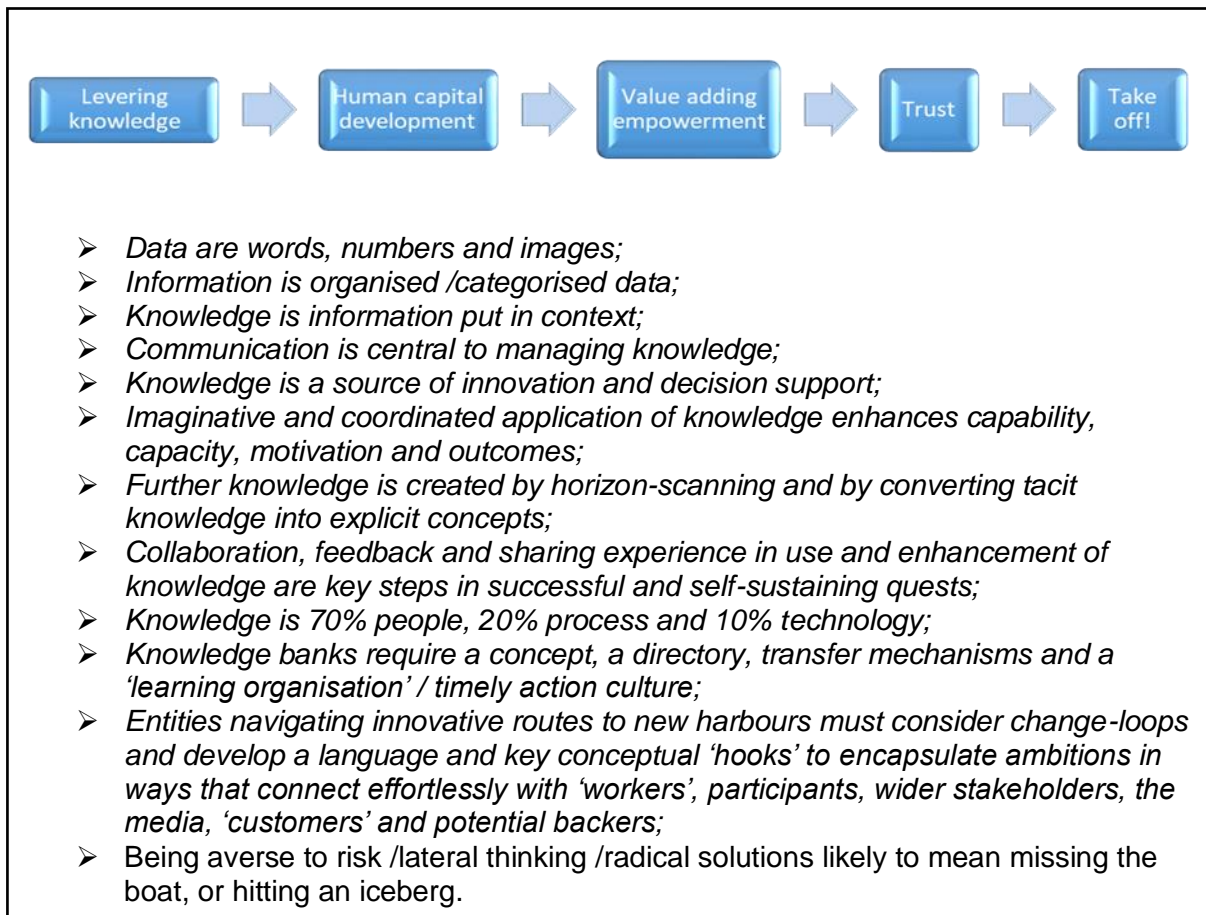 Levering
knowledge
Human capital
development
Value adding
empowerment
Trust
Take
off!
➢ Data are words, numbers and images;
➢ Information is organised /categorised data;
➢ Knowledge is information put in context;
➢ Communication is central to managing knowledge;
➢ Knowledge is a source of innovation and decision support;
➢ Imaginative and coordinated application of knowledge enhances capability,
capacity, motivation and outcomes;
➢ Further knowledge is created by horizon-scanning and by converting tacit
knowledge into explicit concepts;
➢ Collaboration, feedback and sharing experience in use and enhancement of
knowledge are key steps in successful and self-sustaining quests;
➢ Knowledge is 70% people, 20% process and 10% technology;
➢ Knowledge banks require a concept, a directory, transfer mechanisms and a
‘learning organisation’ / timely action culture;
➢ Entities navigating innovative routes to new harbours must consider change-loops
and develop a language and key conceptual ‘hooks’ to encapsulate ambitions in
ways that connect effortlessly with ‘workers’, participants, wider stakeholders, the
media, ‘customers’ and potential backers;
➢ Being averse to risk /lateral thinking /radical solutions likely to mean missing the
boat, or hitting an iceberg.